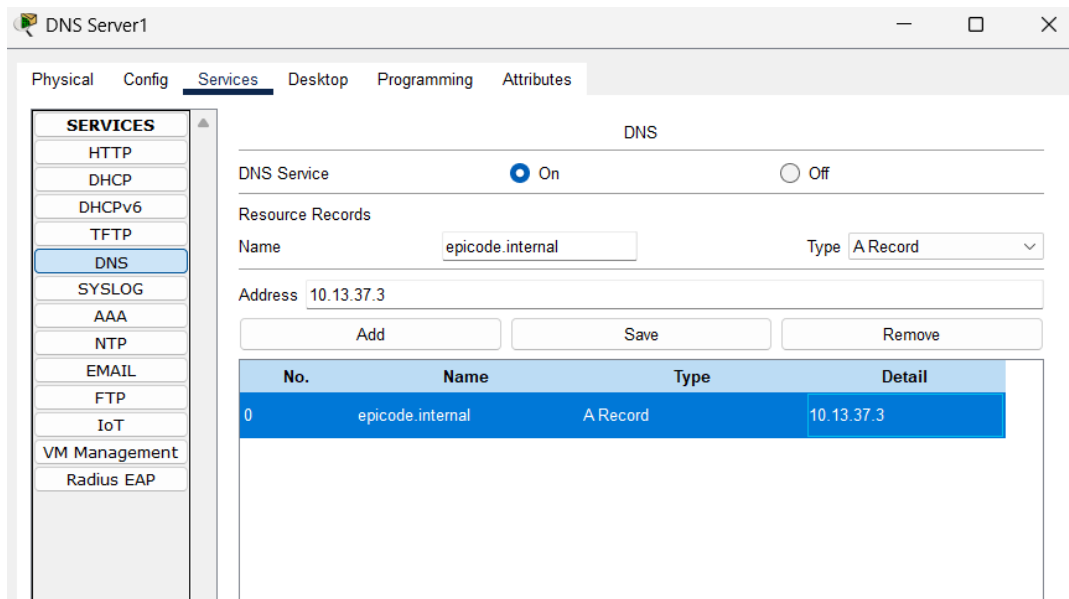 DNS Server1
Physical Config Services Desktop Programming Attributes
SERVICES
HTTP
DHCP
DHCPv6
TFTP
DNS
SYSLOG
AAA
NTP
EMAIL
FTP
IoT
VM Management
Radius EAP
DNS
DNS Service On Off
Resource Records
Name epicode.internal Type A Record
Address 10.13.37.3
Add Save Remove
No. Name Type Detail
0 epicode.internal A Record 10.13.37.3